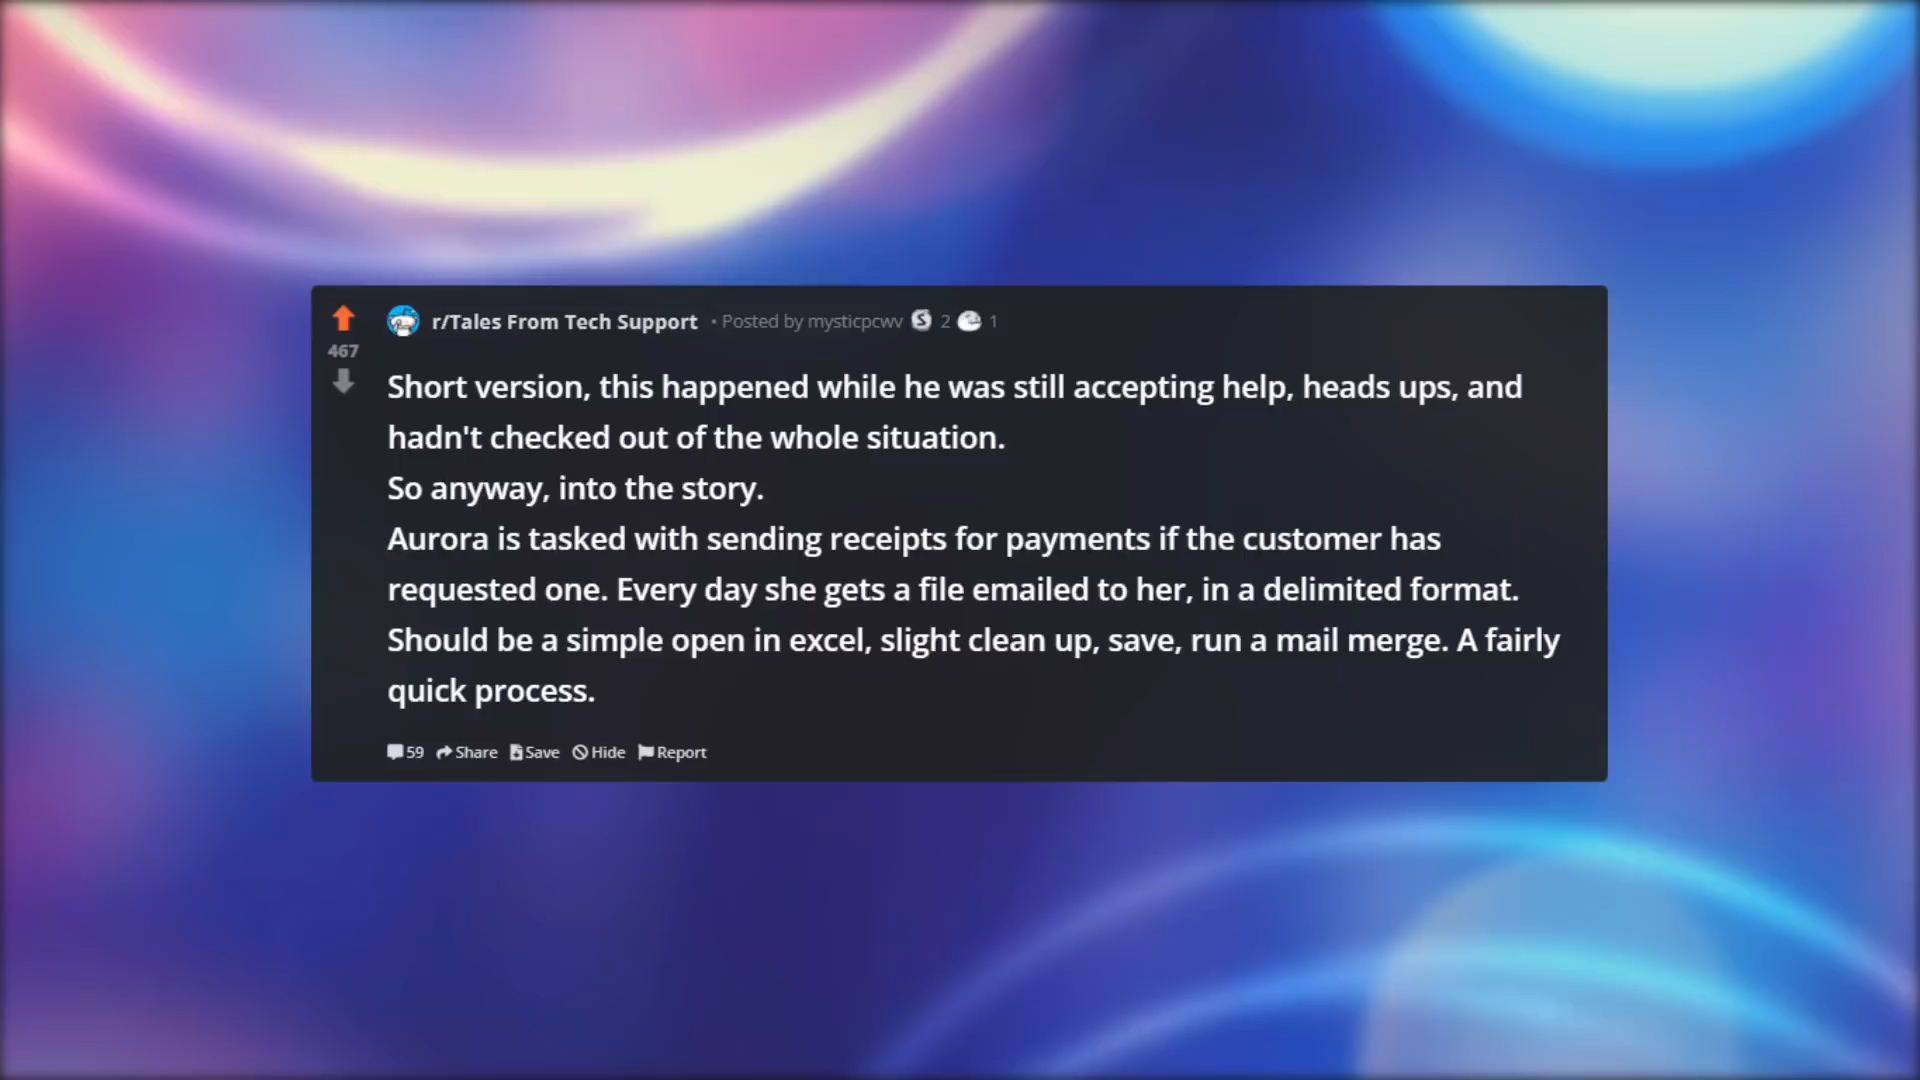 r/Tales From Tech Support • Posted by mysticpcwv 2 1
467
Short version, this happened while he was still accepting help, heads ups, and
hadn't checked out of the whole situation.
So anyway, into the story.
Aurora is tasked with sending receipts for payments if the customer has
requested one. Every day she gets a file emailed to her, in a delimited format.
Should be a simple open in excel, slight clean up, save, run a mail merge. A fairly
quick process.
59 Share Save Hide Report